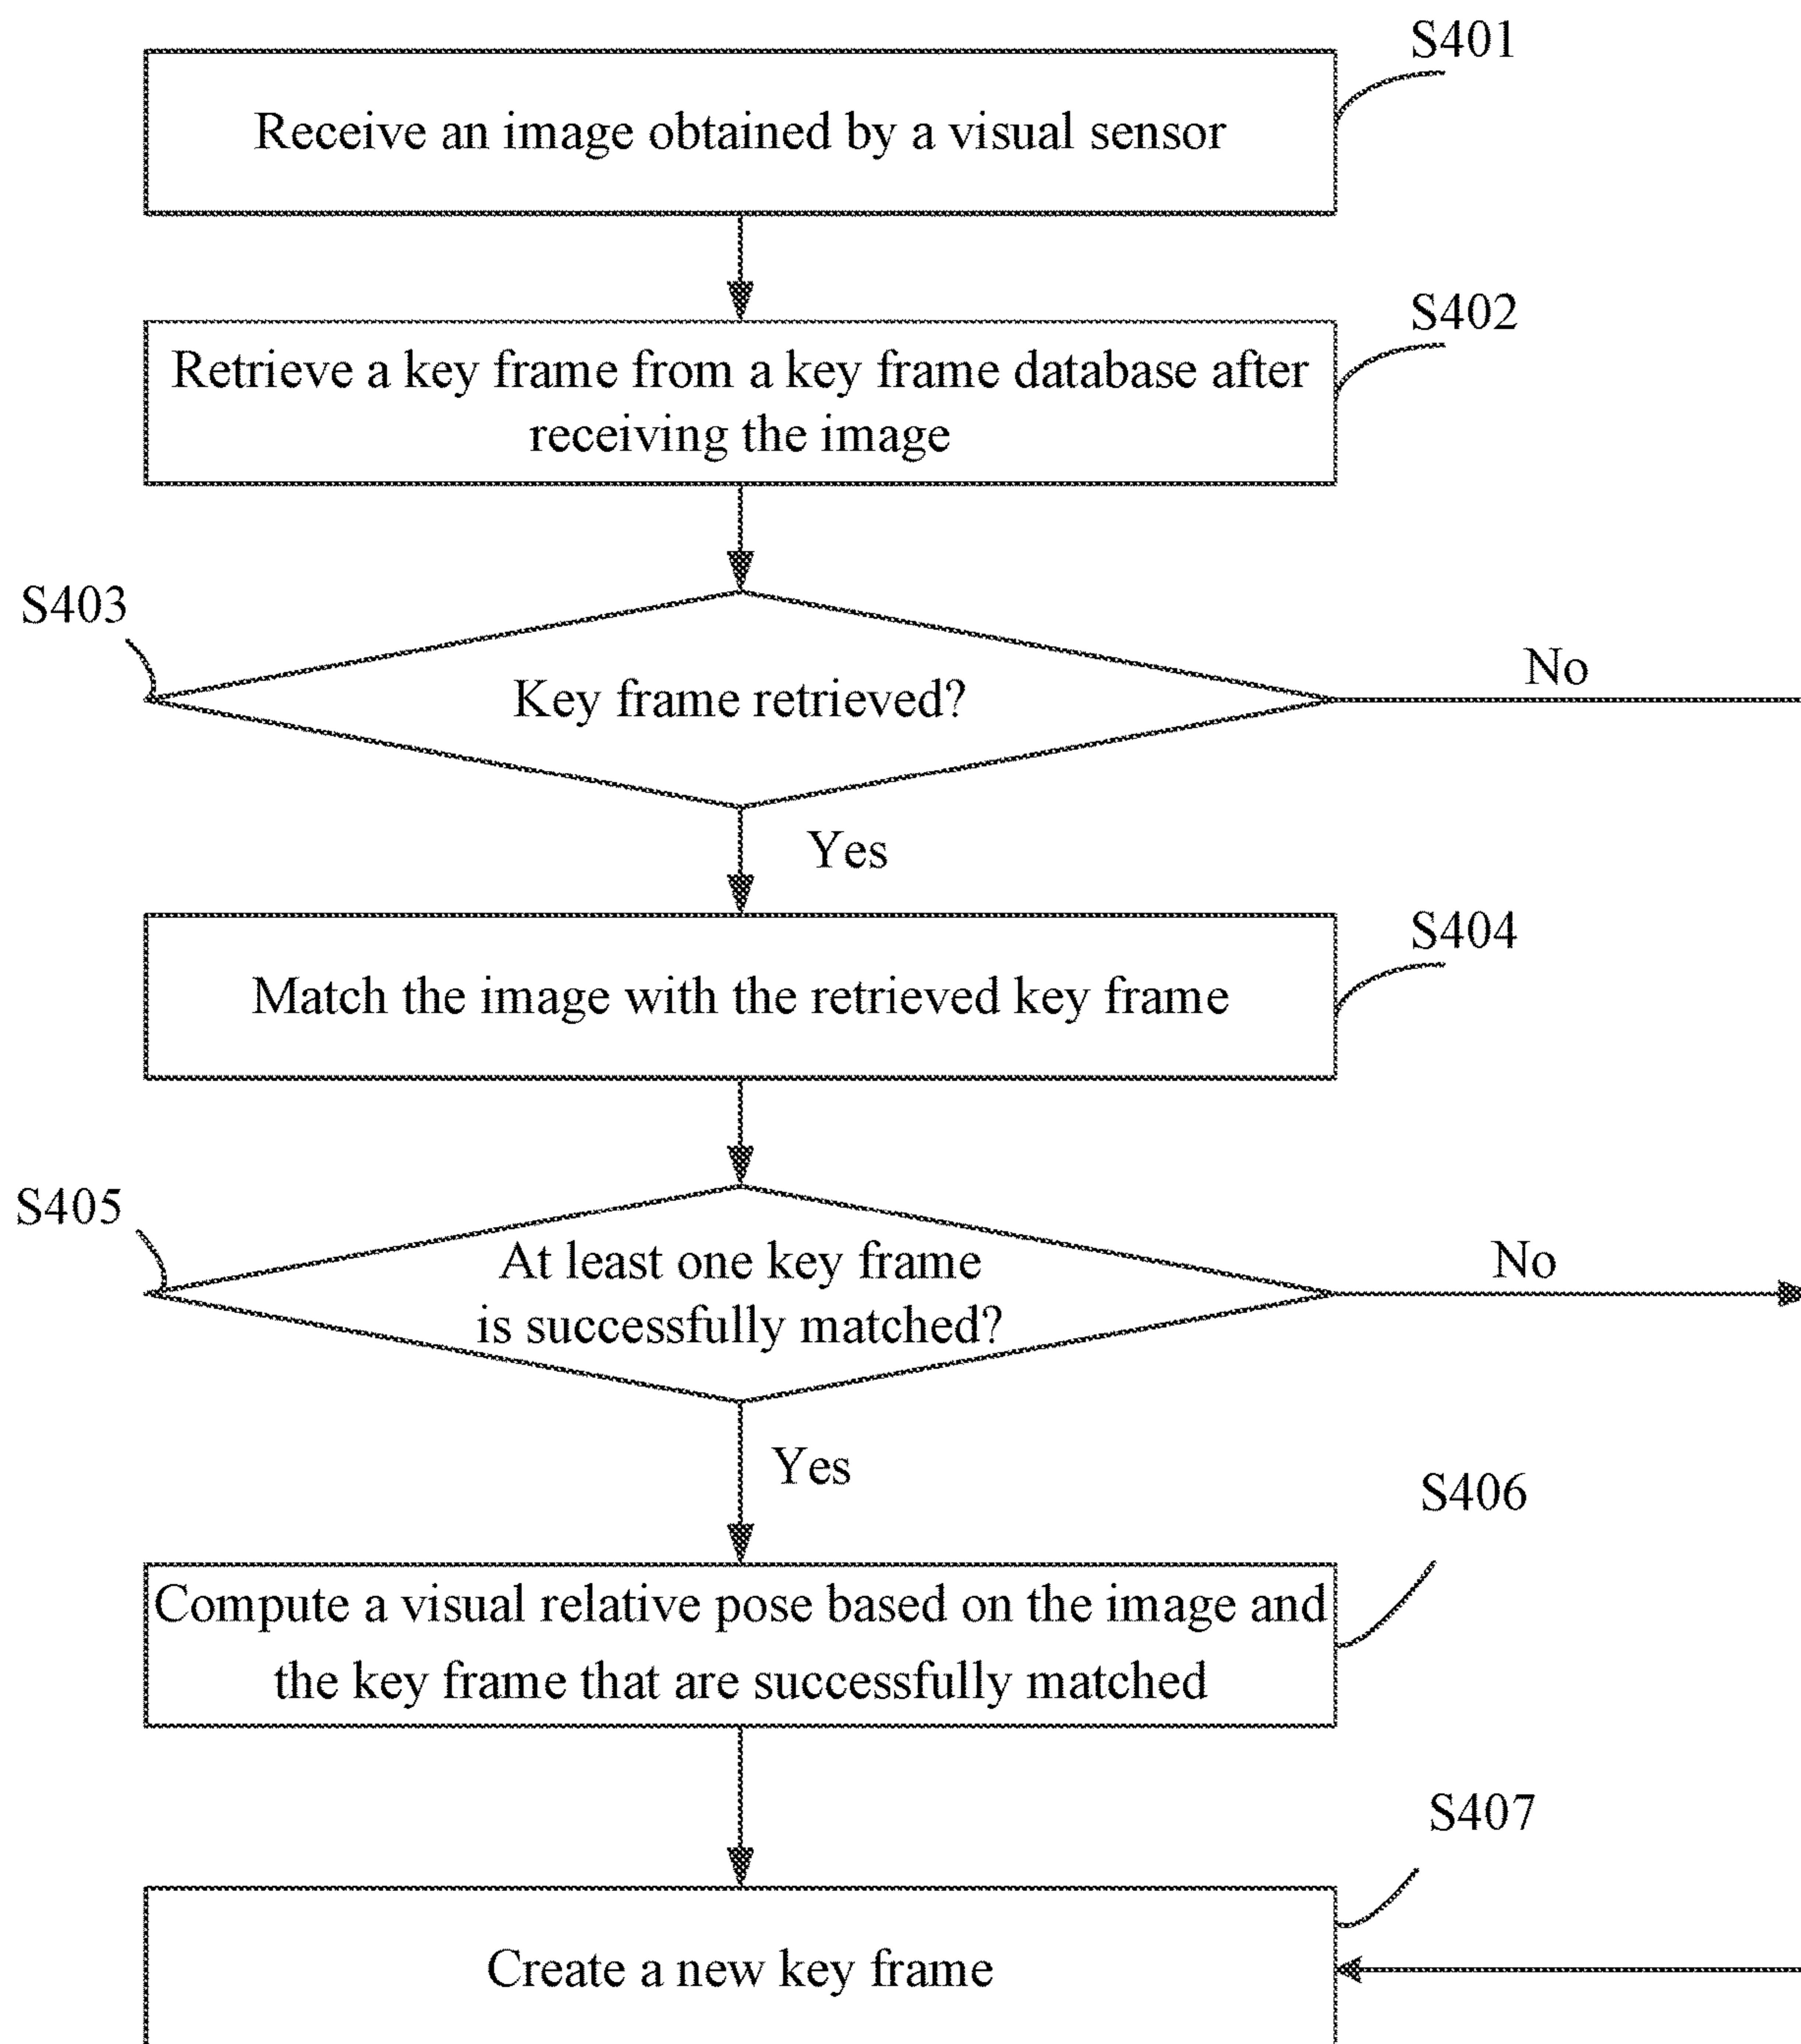 S401
Receive an image obtained by a visual sensor
S402
Retrieve a key frame from a key frame database after
receiving the image
S403
Key frame retrieved?
No
Yes
S404
Match the image with the retrieved key frame
S405
At least one key frame
is successfully matched?
No
Yes
S406
Compute a visual relative pose based on the image and
the key frame that are successfully matched
S407
Create a new key frame